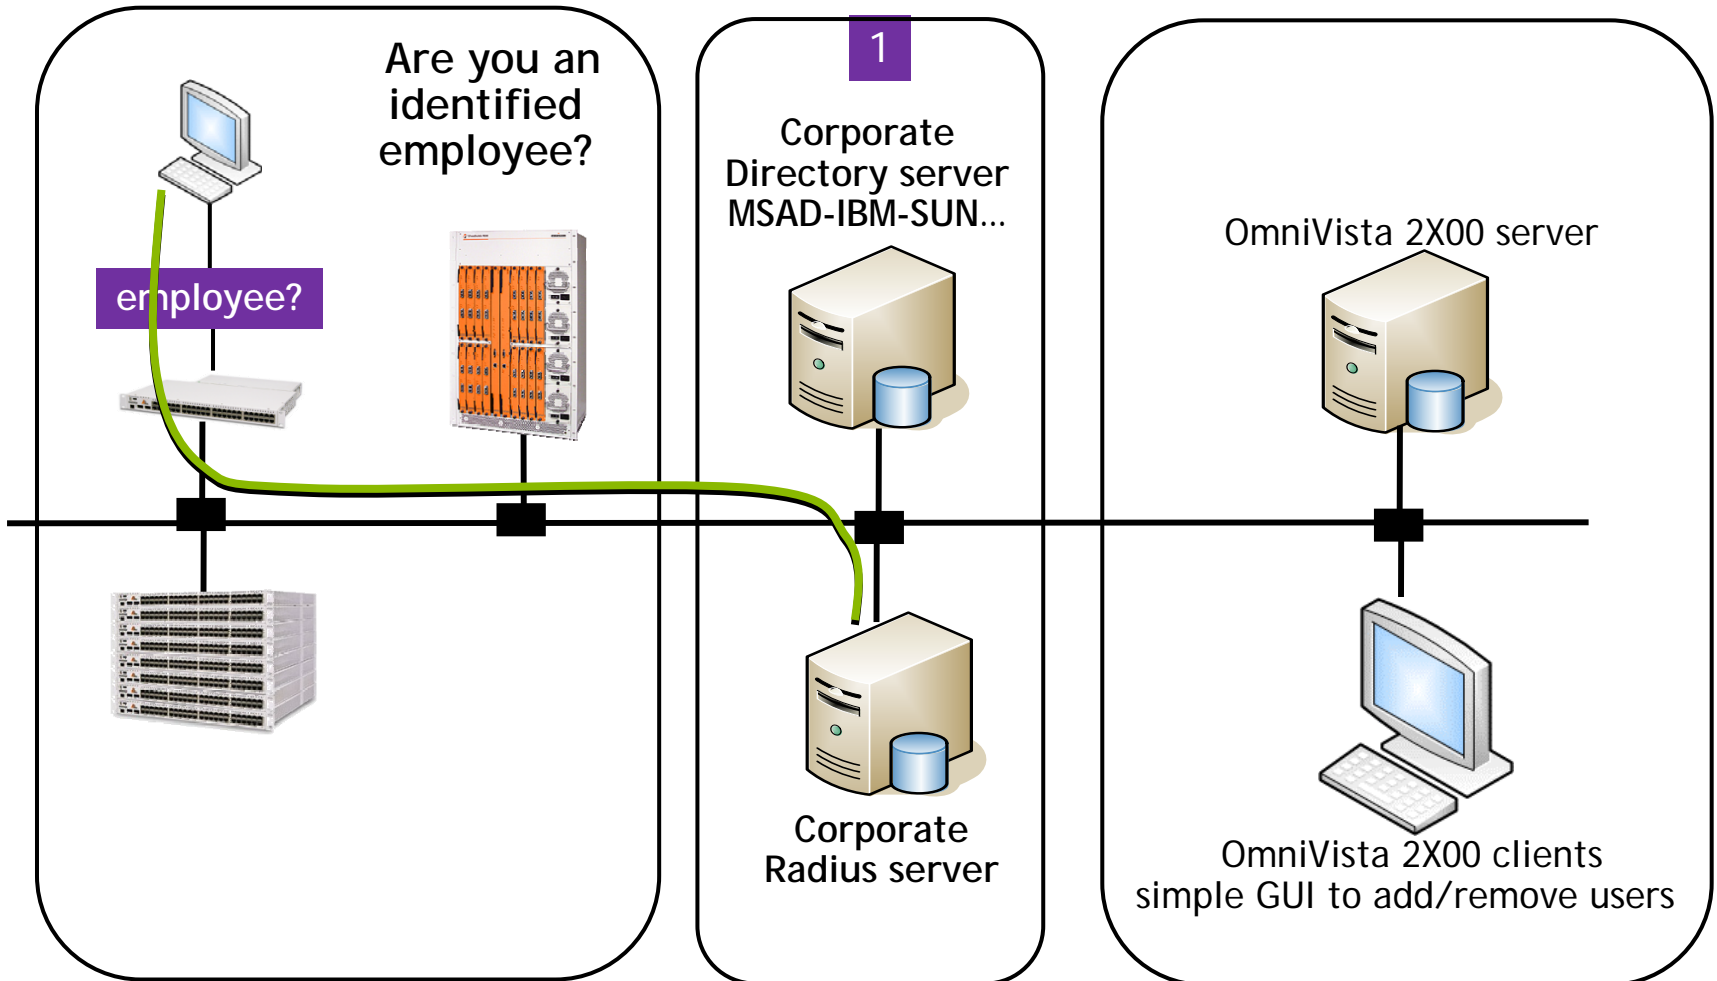 Are you an
identified
employee?
employee?
1
Corporate
Directory server
MSAD-IBM-SUN...
Corporate
Radius server
OmniVista 2X00 server
OmniVista 2X00 clients
simple GUI to add/remove users